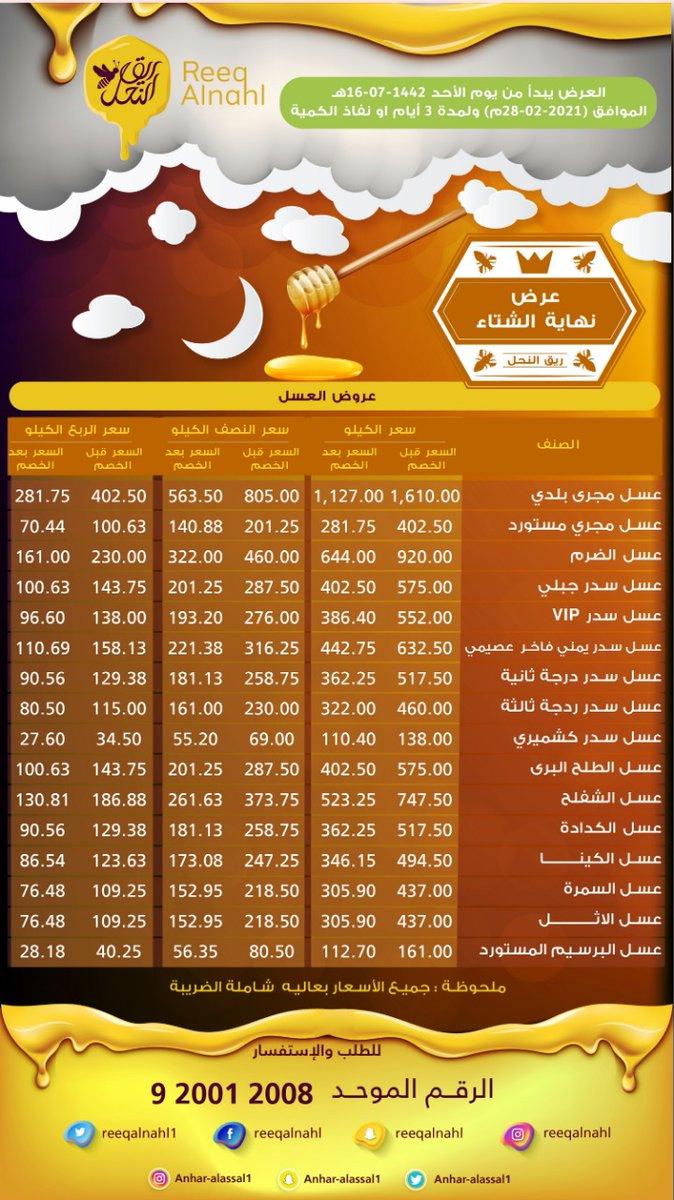 ريق النحل
Reeq
Alnahl
العرض يبدأ من يوم الأحد 1442-07-16هـ
الموافق (2021-02-28م) ولمدة 3 أيام او نفاذ الكمية
عرض
نهاية الشتاء
ريق النحل
عروض العسل
الصنف سعر الكيلو سعر النصف الكيلو سعر الربع الكيلو
السعر قبل الخصم السعر بعد الخصم السعر قبل الخصم السعر بعد الخصم السعر قبل الخصم السعر بعد الخصم
عسل مجرى بلدي 1,610.00 1,127.00 805.00 563.50 402.50 281.75
عسل مجري مستورد 402.50 281.75 201.25 140.88 100.63 70.44
عسل الضرم 920.00 644.00 460.00 322.00 230.00 161.00
عسل سدر جبلي 575.00 402.50 287.50 201.25 143.75 100.63
عسل سدر VIP 552.00 386.40 276.00 193.20 138.00 96.60
عسل سدر يمني فاخر عصيمي 632.50 442.75 316.25 221.38 158.13 110.69
عسل سدر درجة ثانية 517.50 362.25 258.75 181.13 129.38 90.56
عسل سدر ردجة ثالثة 460.00 322.00 230.00 161.00 115.00 80.50
عسل سدر كشميري 138.00 110.40 69.00 55.20 34.50 27.60
عسل الطلح البرى 575.00 402.50 287.50 201.25 143.75 100.63
عسل الشفلح 747.50 523.25 373.75 261.63 186.88 130.81
عسل الكدادة 517.50 362.25 258.75 181.13 129.38 90.56
عسل الكينـــــا 494.50 346.15 247.25 173.08 123.63 86.54
عسل السمرة 437.00 305.90 218.50 152.95 109.25 76.48
عسل الاثـــــل 437.00 305.90 218.50 152.95 109.25 76.48
عسل البرسيم المستورد 161.00 112.70 80.50 56.35 40.25 28.18
ملحوظة : جميع الأسعار بعاليه شاملة الضريبة
للطلب والإستفسار
الرقـم الموحـد 9 2001 2008
reeqalnahl1 reeqalnahl reeqalnahl reeqalnahl
Anhar-alassal1 Anhar-alassal1 Anhar-alassal1